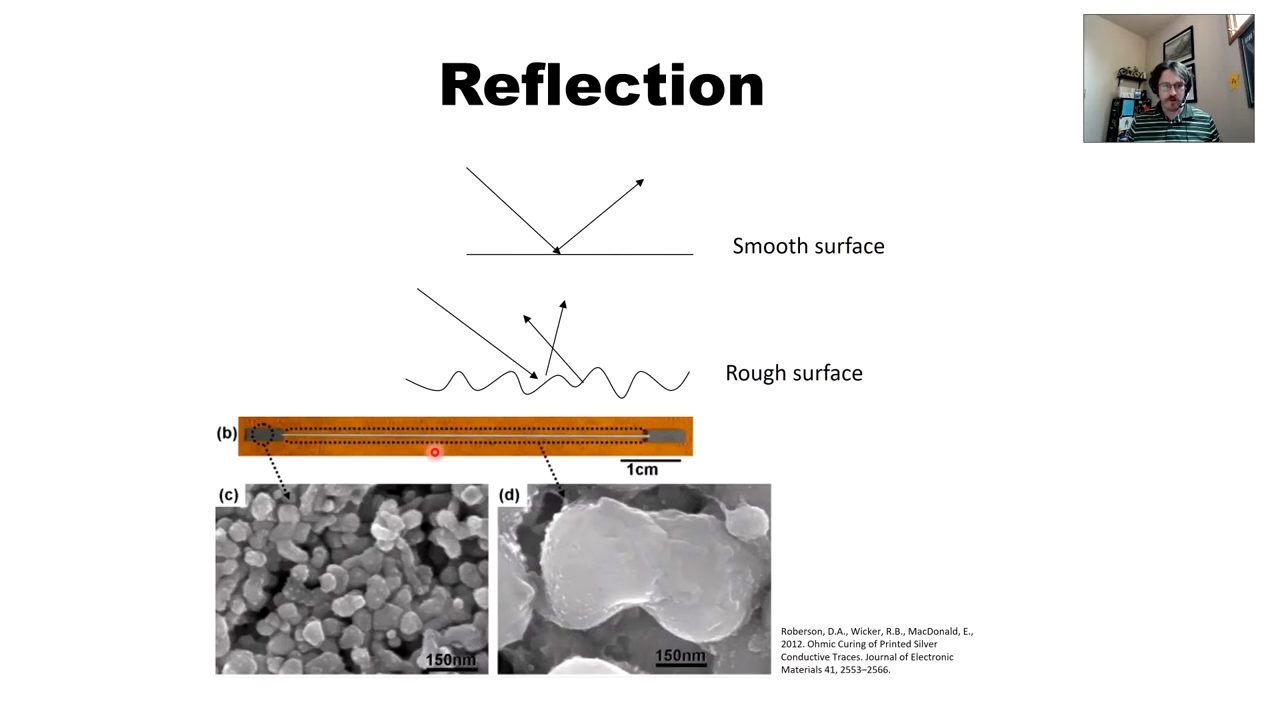 Reflection
Smooth surface
Rough surface
(b)
1cm
(c)
(d)
150nm
150nm
Roberson, D.A., Wicker, R.B., MacDonald, E.,
2012. Ohmic Curing of Printed Silver
Conductive Traces. Journal of Electronic
Materials 41, 2553–2566.